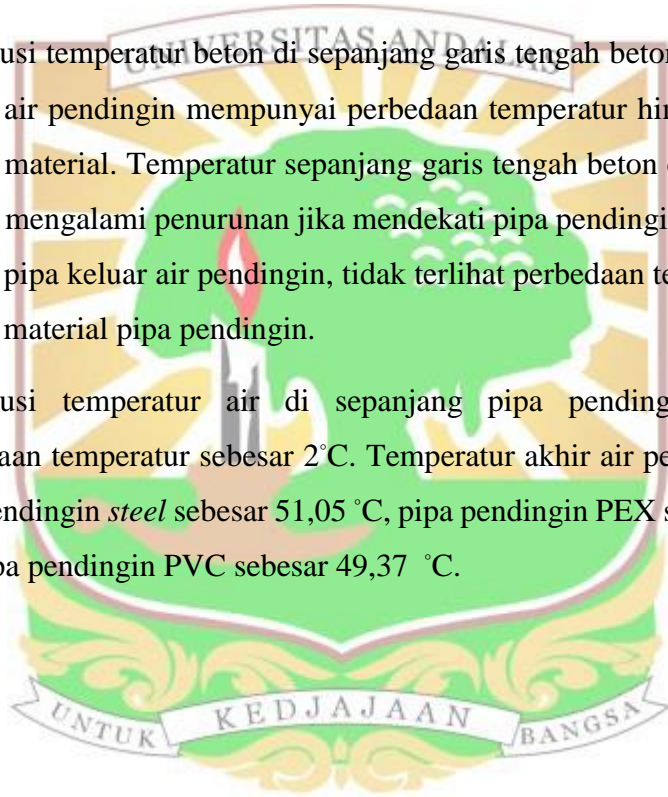 UNIVERSITAS ANDALAS
usi temperatur beton di sepanjang garis tengah beton
air pendingin mempunyai perbedaan temperatur hin
material. Temperatur sepanjang garis tengah beton
mengalami penurunan jika mendekati pipa pendingi
pipa keluar air pendingin, tidak terlihat perbedaan te
material pipa pendingin.
usi temperatur air di sepanjang pipa pending
aan temperatur sebesar 2°C. Temperatur akhir air pe
endingin steel sebesar 51,05 °C, pipa pendingin PEX s
pa pendingin PVC sebesar 49,37 °C.
UNTUK KEDJAJAAN BANGSA